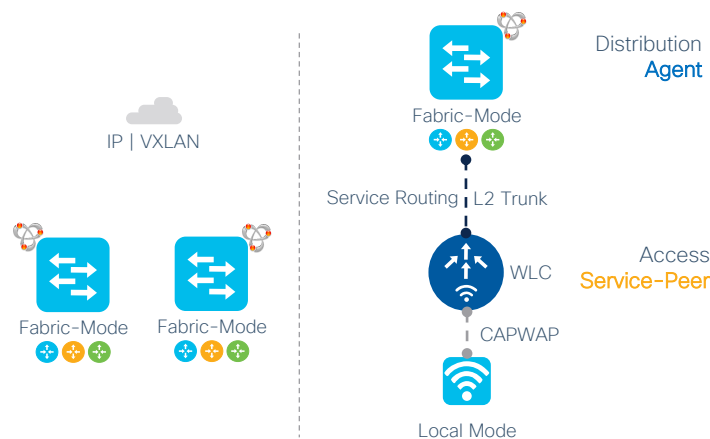 Distribution
Agent
Fabric-Mode
IP | VXLAN
Service Routing
L2 Trunk
WLC
Access
Service-Peer
Fabric-Mode
Fabric-Mode
CAPWAP
Local Mode